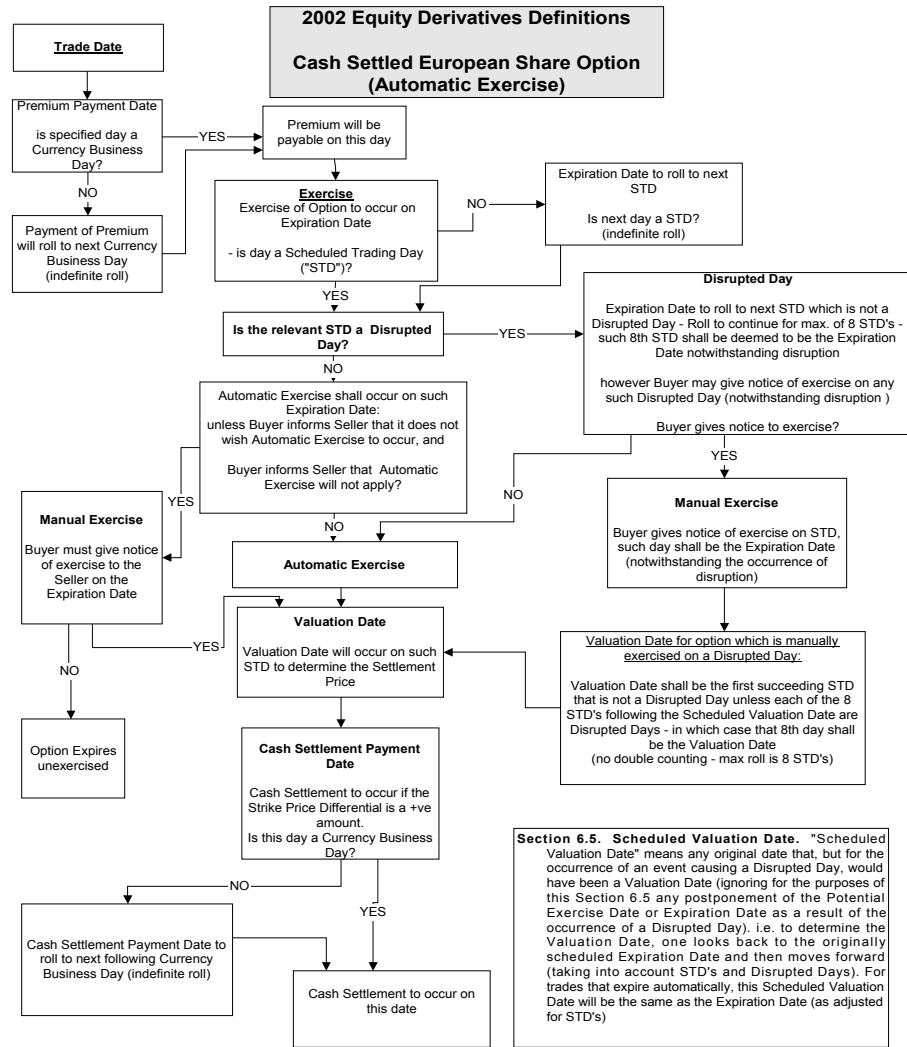 2002 Equity Derivatives Definitions
Cash Settled European Share Option
(Automatic Exercise)
Trade Date
Premium Payment Date
is specified day a
Currency Business
Day?
YES
Premium will be
payable on this day
NO
Payment of Premium
will roll to next Currency
Business Day
(indefinite roll)
Exercise
Exercise of Option to occur on
Expiration Date
- is day a Scheduled Trading Day
("STD")?
NO
Expiration Date to roll to next
STD
Is next day a STD?
(indefinite roll)
YES
Is the relevant STD a Disrupted
Day?
YES
Disrupted Day
Expiration Date to roll to next STD which is not a
Disrupted Day - Roll to continue for max. of 8 STD's -
such 8th STD shall be deemed to be the Expiration
Date notwithstanding disruption
however Buyer may give notice of exercise on any
such Disrupted Day (notwithstanding disruption )
Buyer gives notice to exercise?
NO
Automatic Exercise shall occur on such
Expiration Date:
unless Buyer informs Seller that it does not
wish Automatic Exercise to occur, and
Buyer informs Seller that Automatic
Exercise will not apply?
YES
NO
NO
YES
Manual Exercise
Buyer must give notice
of exercise to the
Seller on the
Expiration Date
Automatic Exercise
Manual Exercise
Buyer gives notice of exercise on STD,
such day shall be the Expiration Date
(notwithstanding the occurrence of
disruption)
YES
NO
Valuation Date
Valuation Date will occur on such
STD to determine the Settlement
Price
Valuation Date for option which is manually
exercised on a Disrupted Day:
Valuation Date shall be the first succeeding STD
that is not a Disrupted Day unless each of the 8
STD's following the Scheduled Valuation Date are
Disrupted Days - in which case that 8th day shall
be the Valuation Date
(no double counting - max roll is 8 STD's)
Option Expires
unexercised
Cash Settlement Payment
Date
Cash Settlement to occur if the
Strike Price Differential is a +ve
amount.
Is this day a Currency Business
Day?
NO
YES
Cash Settlement Payment Date to
roll to next following Currency
Business Day (indefinite roll)
Cash Settlement to occur on
this date
Section 6.5. Scheduled Valuation Date. "Scheduled
Valuation Date" means any original date that, but for the
occurrence of an event causing a Disrupted Day, would
have been a Valuation Date (ignoring for the purposes of
this Section 6.5 any postponement of the Potential
Exercise Date or Expiration Date as a result of the
occurrence of a Disrupted Day). i.e. to determine the
Valuation Date, one looks back to the originally
scheduled Expiration Date and then moves forward
(taking into account STD's and Disrupted Days). For
trades that expire automatically, this Scheduled Valuation
Date will be the same as the Expiration Date (as adjusted
for STD's)